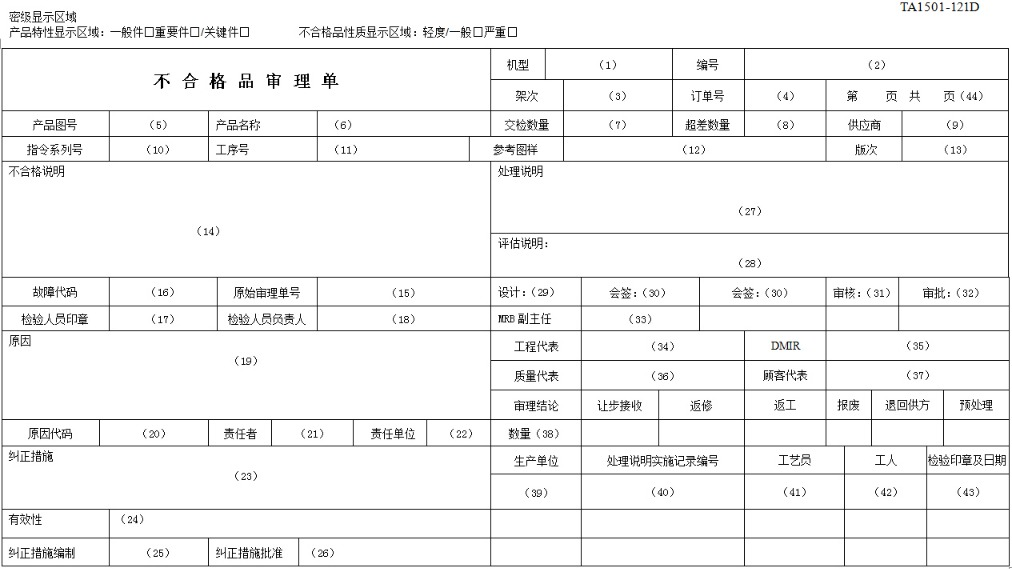 TA1501-121D
密级显示区域
产品特性显示区域：一般件□重要件□/关键件□ 不合格品性质显示区域：轻度/一般□严重□
不合格品审理单 机型 （1） 编号 （2）
架次 （3） 订单号 （4） 第 页 共 页（44）
产品图号 （5） 产品名称 （6） 交检数量 （7） 超差数量 （8） 供应商 （9）
指令系列号 （10） 工序号 （11） 参考图样 （12） 版次 （13）
不合格说明 处理说明
（27）
（14）
评估说明：
（28）
故障代码 （16） 原始审理单号 （15） 设计：（29） 会签：（30） 会签：（30） 审核：（31） 审批：（32）
检验人员印章 （17） 检验人员负责人 （18） MRB 副主任 （33）
原因 工程代表 （34） DMIR （35）
（19）
质量代表 （36） 顾客代表 （37）
审理结论 让步接收 返修 返工 报废 退回供方 预处理
原因代码 （20） 责任者 （21） 责任单位 （22） 数量（38）
纠正措施 生产单位 处理说明实施记录编号 工艺员 工人 检验印章及日期
（23）
（39） （40） （41） （42） （43）
有效性 （24）
纠正措施编制 （25） 纠正措施批准 （26）